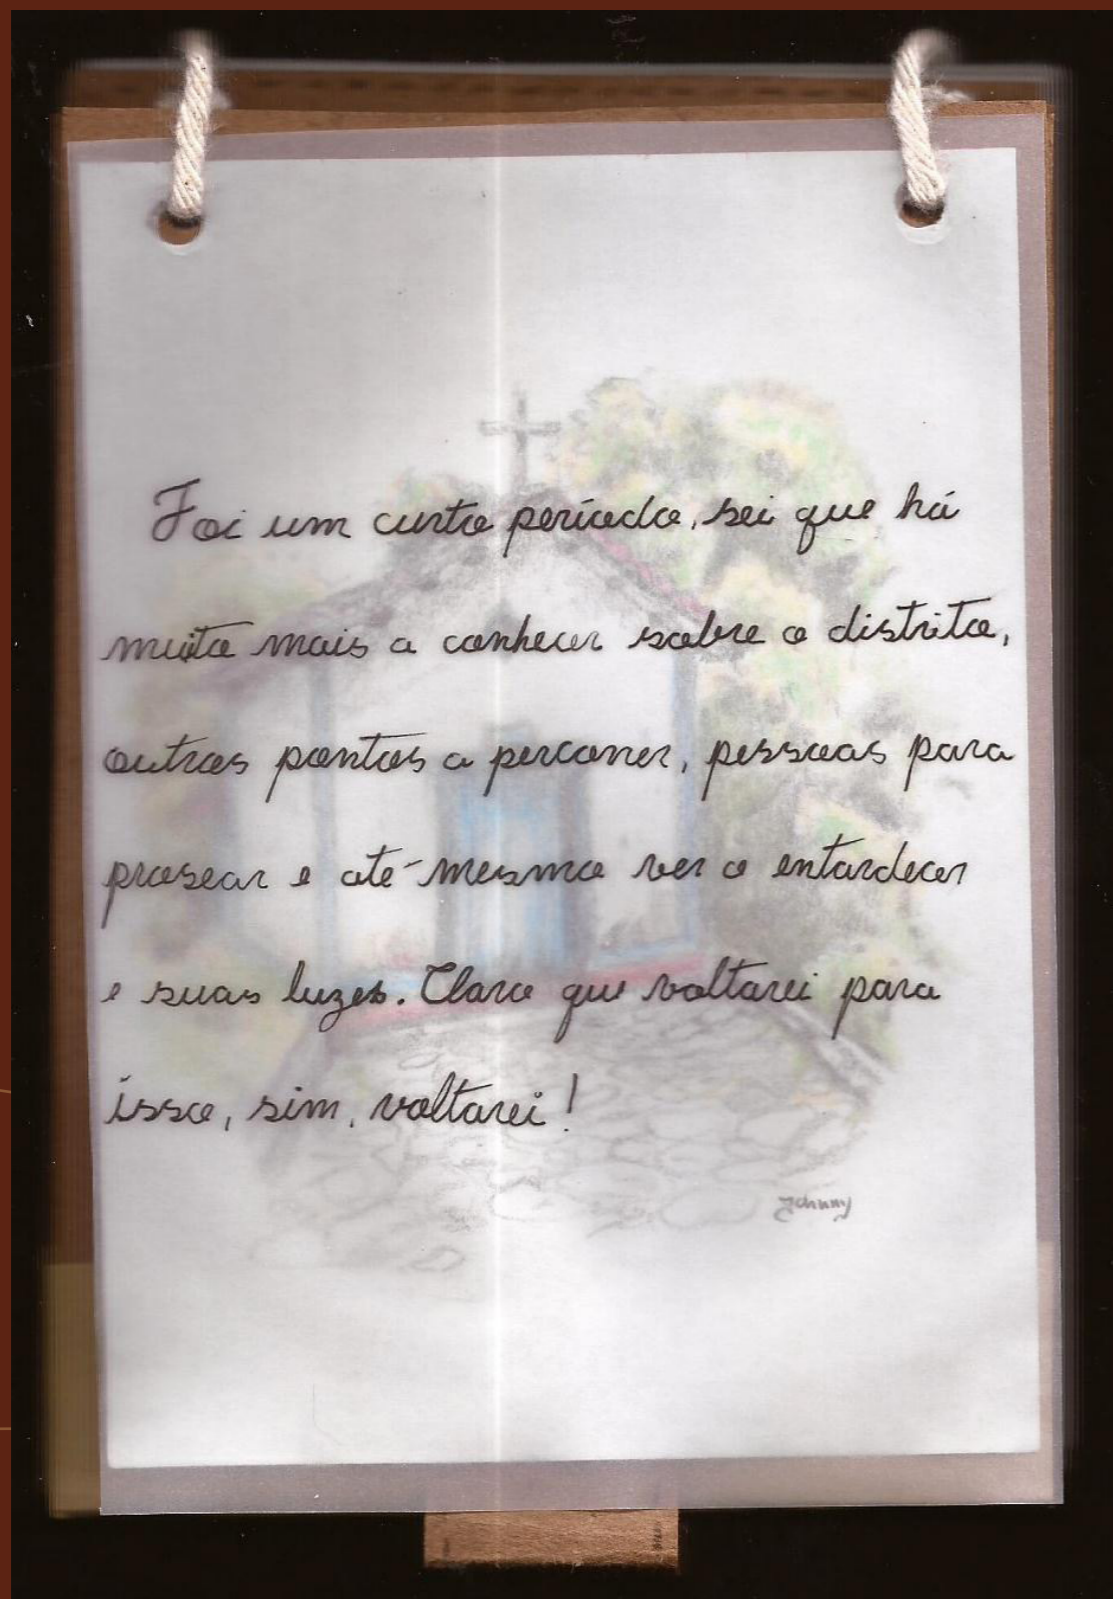 Foi um curto período, sei que há
muito mais a conhecer sobre o distrito,
outros pontos a percorrer, pessoas para
prosear e até mesmo ver o entardecer
e suas luzes. Claro que voltarei para
isso, sim, voltarei!
Johnny